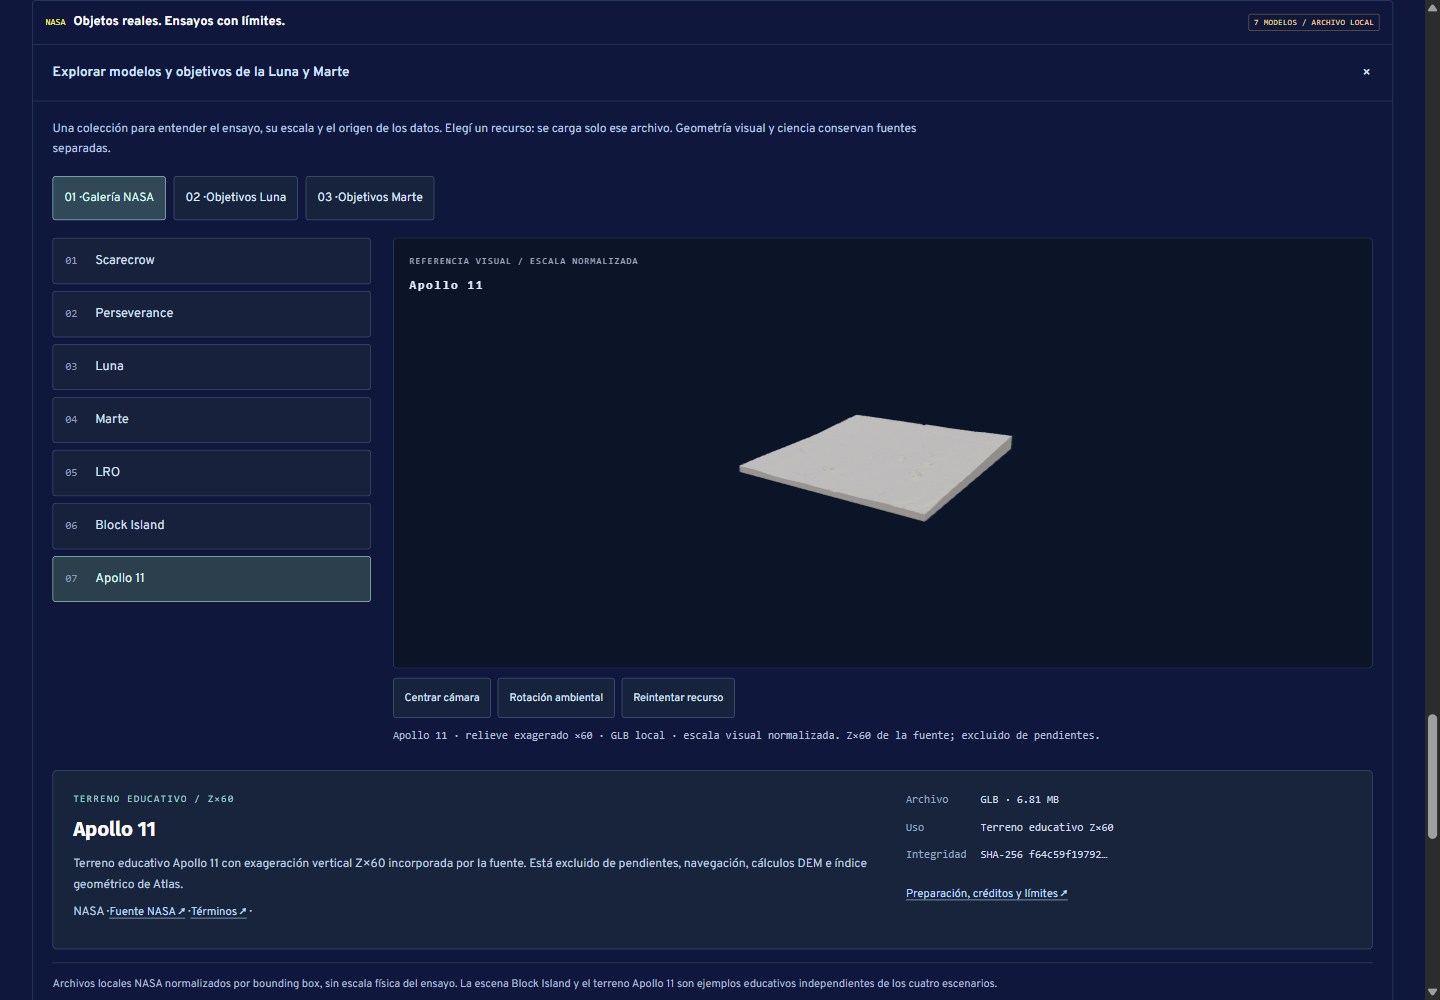 NASA Objetos reales. Ensayos con límites.
7 MODELOS / ARCHIVO LOCAL
Explorar modelos y objetivos de la Luna y Marte
×
Una colección para entender el ensayo, su escala y el origen de los datos. Elegí un recurso: se carga solo ese archivo. Geometría visual y ciencia conservan fuentes
separadas.
01 ·Galería NASA
02 ·Objetivos Luna
03 ·Objetivos Marte
01 Scarecrow
02 Perseverance
03 Luna
04 Marte
05 LRO
06 Block Island
07 Apollo 11
REFERENCIA VISUAL / ESCALA NORMALIZADA
Apollo 11
Centrar cámara
Rotación ambiental
Reintentar recurso
Apollo 11 · relieve exagerado ×60 · GLB local · escala visual normalizada. Z×60 de la fuente; excluido de pendientes.
TERRENO EDUCATIVO / Z×60
Apollo 11
Terreno educativo Apollo 11 con exageración vertical Z×60 incorporada por la fuente. Está excluido de pendientes, navegación, cálculos DEM e índice
geométrico de Atlas.
NASA ·Fuente NASA↗ ·Términos↗ ·
Archivo GLB · 6.81 MB
Uso Terreno educativo Z×60
Integridad SHA-256 f64c59f19792…
Preparación, créditos y límites↗
Archivos locales NASA normalizados por bounding box, sin escala física del ensayo. La escena Block Island y el terreno Apollo 11 son ejemplos educativos independientes de los cuatro escenarios.